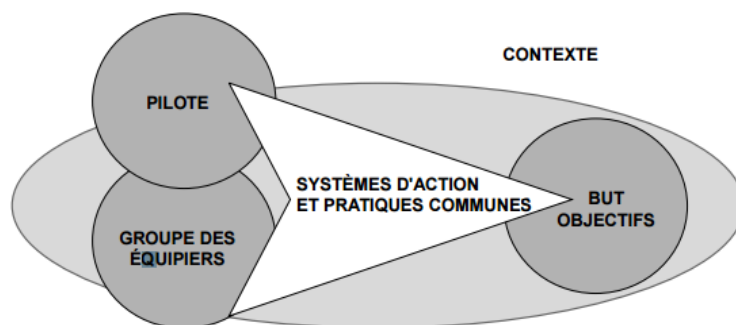 CONTEXTE
PILOTE
SYSTÈMES D'ACTION
ET PRATIQUES COMMUNES
BUT
OBJECTIFS
GROUPE DES
ÉQUIPIERS